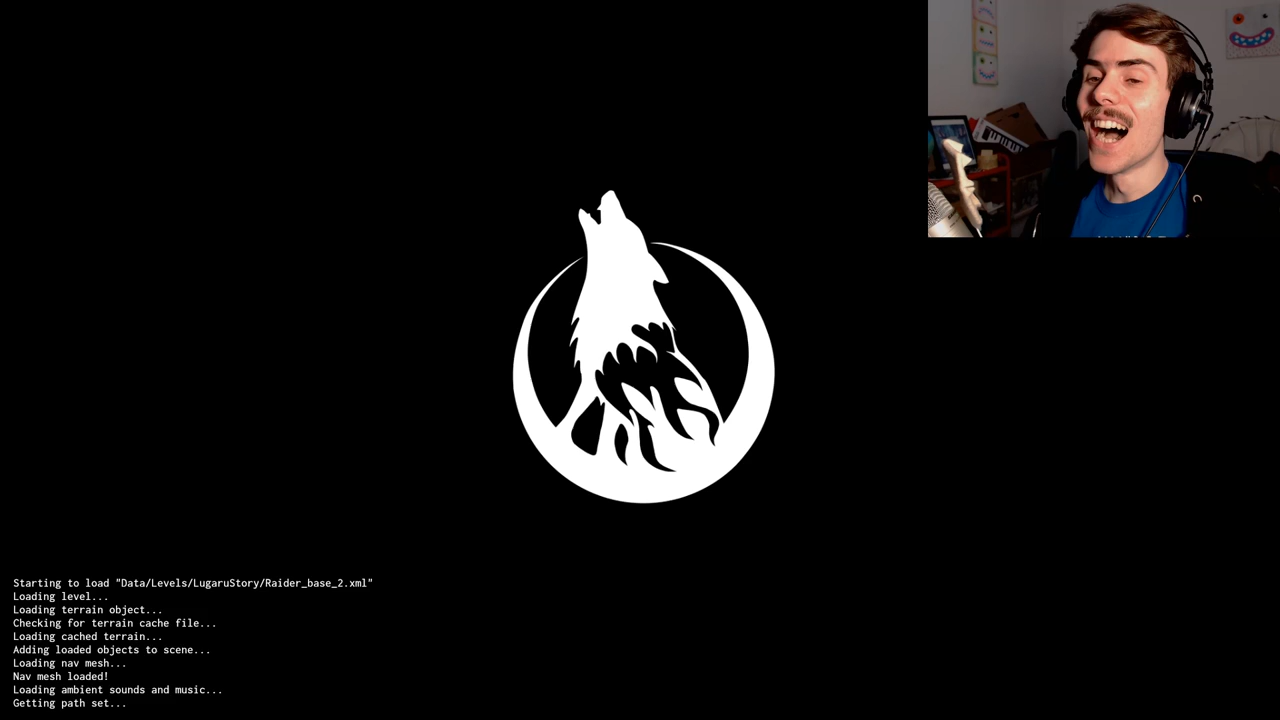 Starting to load "Data/Levels/LugaruStory/Raider_base_2.xml"
Loading level...
Loading terrain object...
Checking for terrain cache file...
Loading cached terrain...
Adding loaded objects to scene...
Loading nav mesh...
Nav mesh loaded!
Loading ambient sounds and music...
Getting path set...